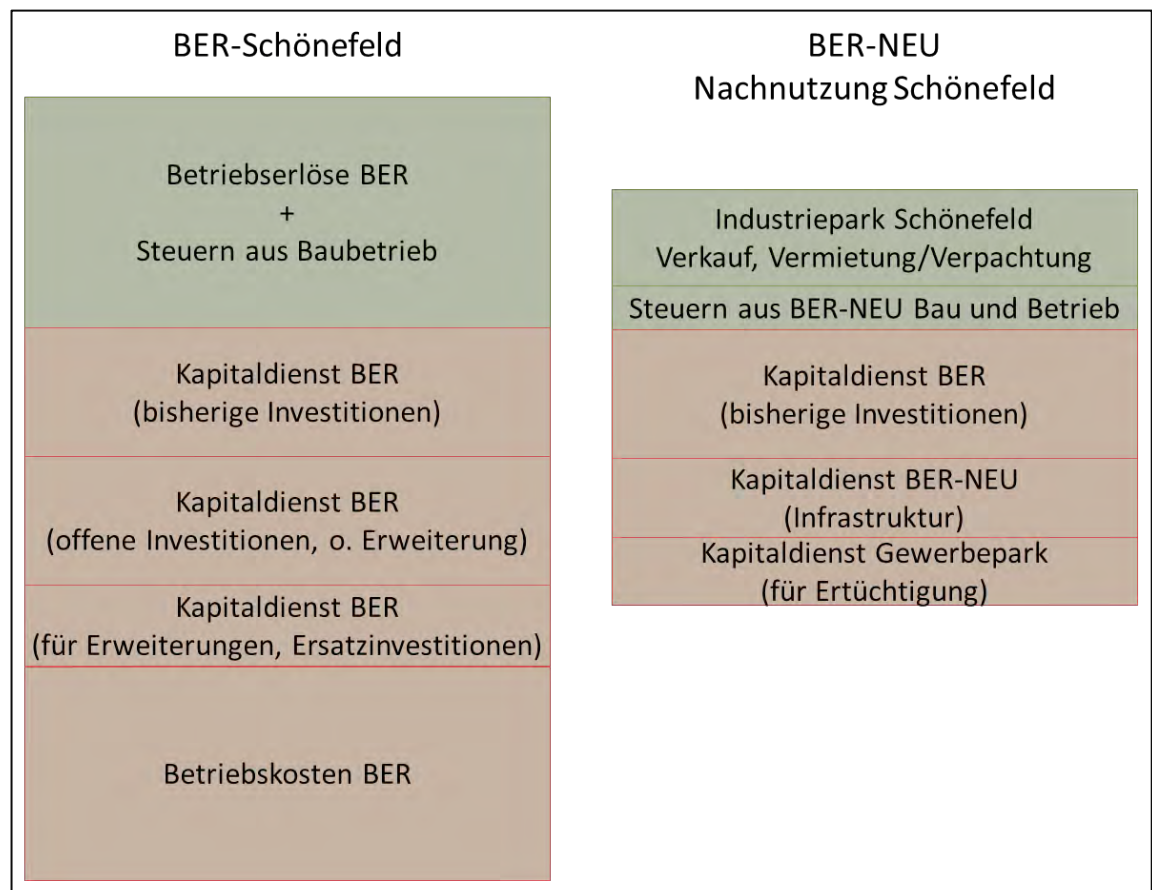 BER-Schönefeld
Betriebserlöse BER
+
Steuern aus Baubetrieb
Kapitaldienst BER
(bisherige Investitionen)
Kapitaldienst BER
(offene Investitionen, o. Erweiterung)
Kapitaldienst BER
(für Erweiterungen, Ersatzinvestitionen)
Betriebskosten BER
BER-NEU
Nachnutzung Schönefeld
Industriepark Schönefeld
Verkauf, Vermietung/Verpachtung
Steuern aus BER-NEU Bau und Betrieb
Kapitaldienst BER
(bisherige Investitionen)
Kapitaldienst BER-NEU
(Infrastruktur)
Kapitaldienst Gewerbepark
(für Ertüchtigung)